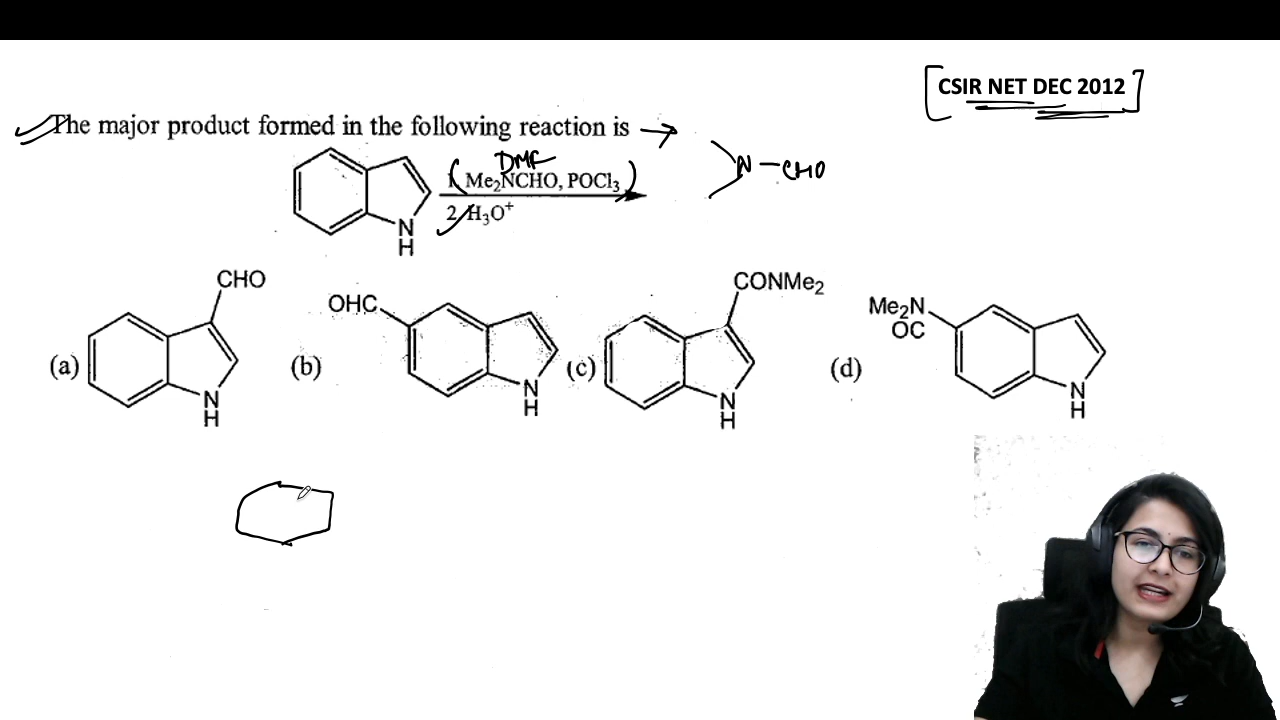 [CSIR NET DEC 2012]
The major product formed in the following reaction is →
DMF
1. Me₂NCHO, POCl₃
2. H₃O⁺
N
H
N-CHO
CHO
(a)
N
H
OHC
(b)
N
H
CONMe₂
(c)
N
H
Me₂N
OC
(d)
N
H